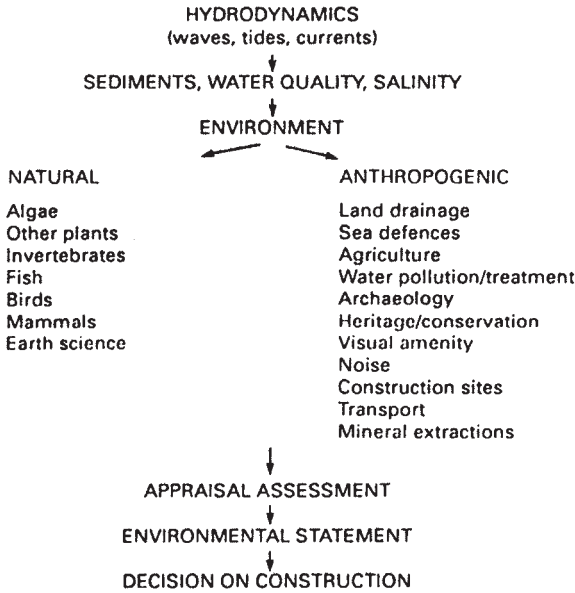 HYDRODYNAMICS
(waves, tides, currents)
SEDIMENTS, WATER QUALITY, SALINITY
ENVIRONMENT
NATURAL
Algae
Other plants
Invertebrates
Fish
Birds
Mammals
Earth science
ANTHROPOGENIC
Land drainage
Sea defences
Agriculture
Water pollution/treatment
Archaeology
Heritage/conservation
Visual amenity
Noise
Construction sites
Transport
Mineral extractions
APPRAISAL ASSESSMENT
ENVIRONMENTAL STATEMENT
DECISION ON CONSTRUCTION